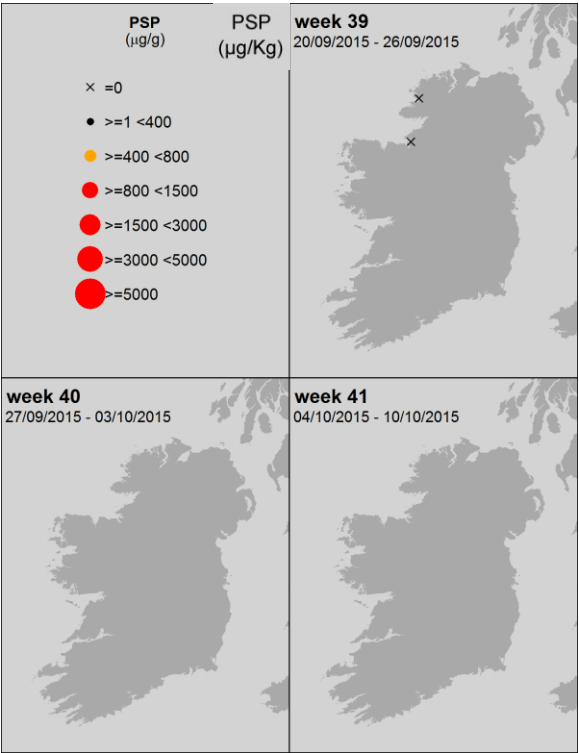 PSP
(µg/g)
PSP
(µg/Kg)
=0
>=1 <400
>=400 <800
>=800 <1500
>=1500 <3000
>=3000 <5000
>=5000
week 39
20/09/2015 - 26/09/2015
week 40
27/09/2015 - 03/10/2015
week 41
04/10/2015 - 10/10/2015